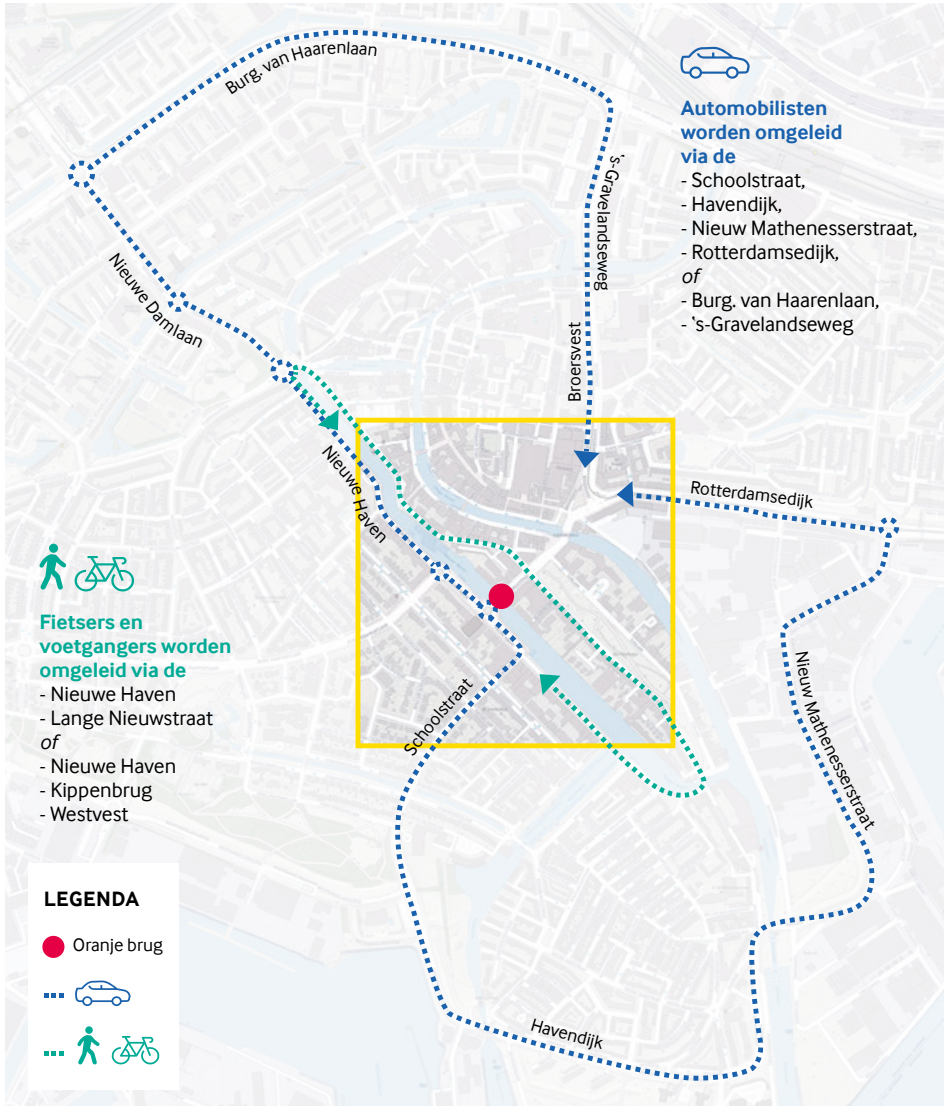 Burg. van Haarenlaan
Automobilisten
worden omgeleid
via de
- Schoolstraat,
- Havendijk,
- Nieuw Mathenesserstraat,
- Rotterdamsedijk,
of
- Burg. van Haarenlaan,
- 's-Gravelandseweg
's-Gravelandseweg
Nieuwe Damlaan
Broersvest
Nieuwe Haven
Rotterdamsedijk
Fietsers en
voetgangers worden
omgeleid via de
- Nieuwe Haven
- Lange Nieuwstraat
of
- Nieuwe Haven
- Kippenbrug
- Westvest
Schoolstraat
Nieuw Mathenesserstraat
LEGENDA
Oranje brug
Havendijk